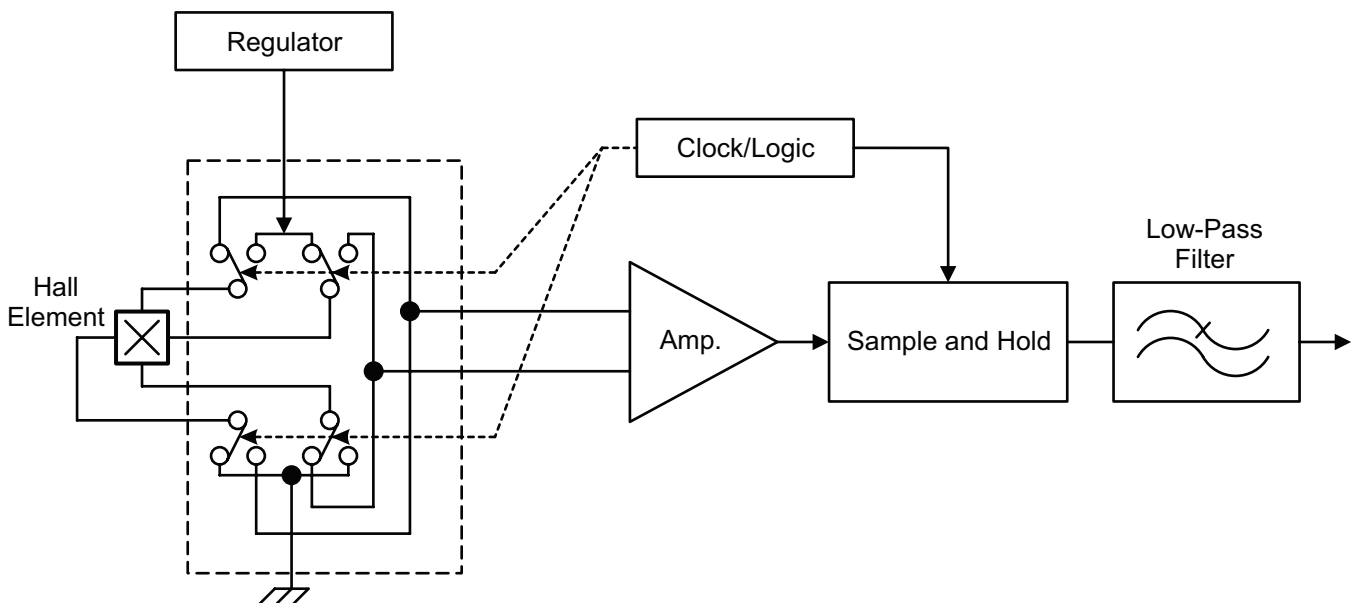 Regulator
Clock/Logic
Low-Pass
Filter
Hall
Element
Amp.
Sample and Hold